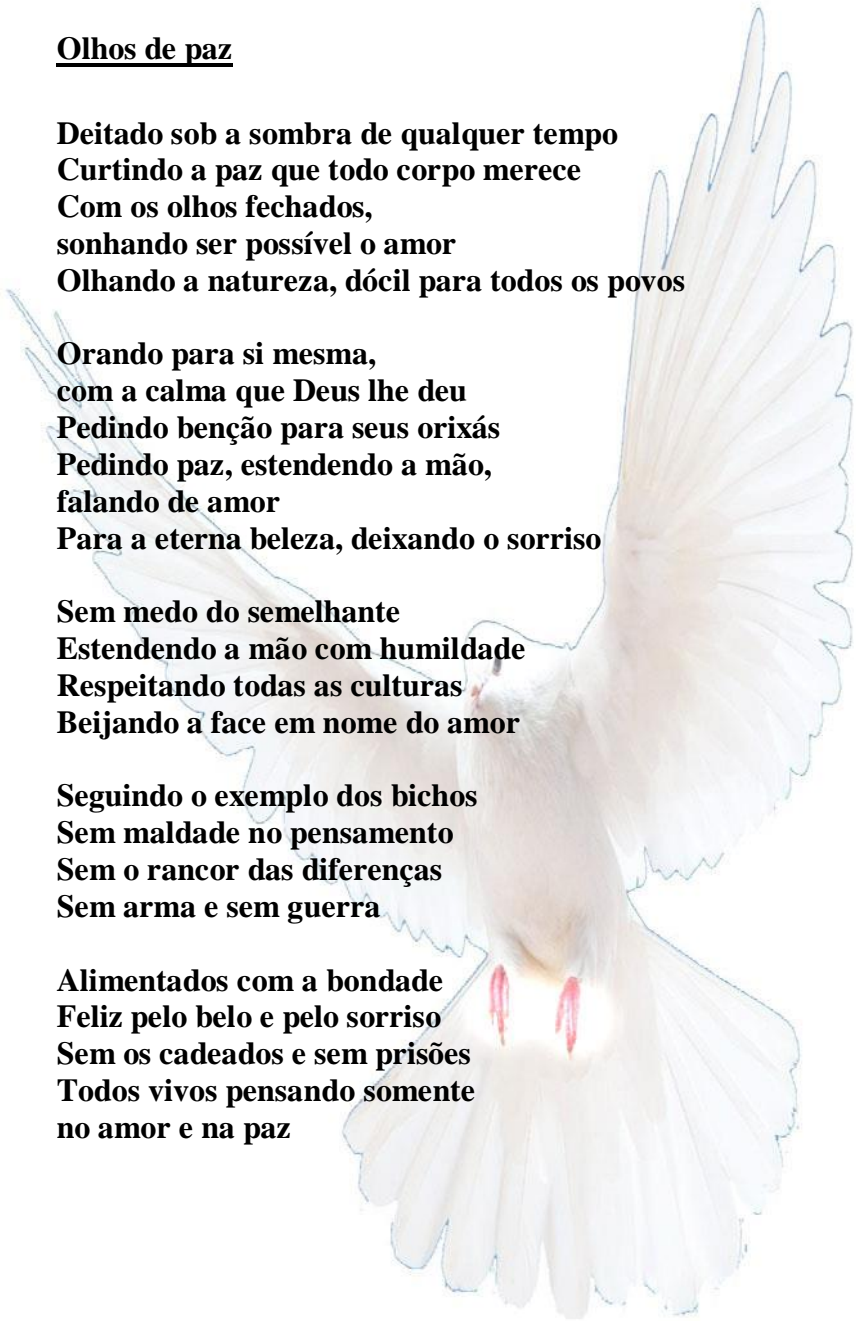 Olhos de paz
Deitado sob a sombra de qualquer tempo
Curtindo a paz que todo corpo merece
Com os olhos fechados,
sonhando ser possível o amor
Olhando a natureza, dócil para todos os povos
Orando para si mesma,
com a calma que Deus lhe deu
Pedindo benção para seus orixás
Pedindo paz, estendendo a mão,
falando de amor
Para a eterna beleza, deixando o sorriso
Sem medo do semelhante
Estendendo a mão com humildade
Respeitando todas as culturas
Beijando a face em nome do amor
Seguindo o exemplo dos bichos
Sem maldade no pensamento
Sem o rancor das diferenças
Sem arma e sem guerra
Alimentados com a bondade
Feliz pelo belo e pelo sorriso
Sem os cadeados e sem prisões
Todos vivos pensando somente
no amor e na paz